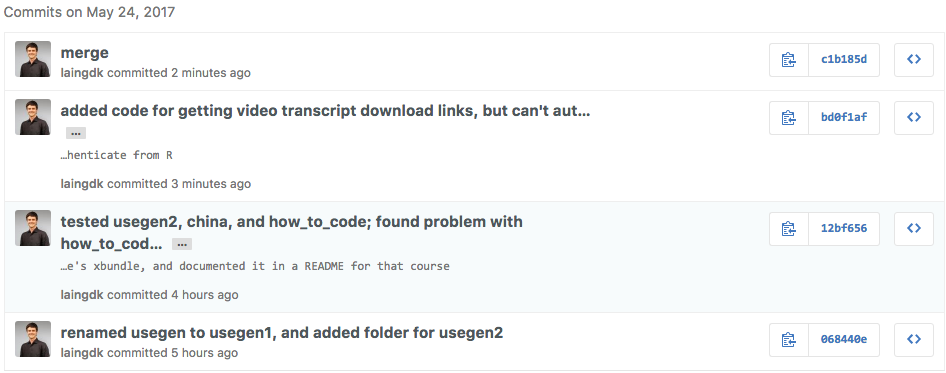 Commits on May 24, 2017
merge
laingdk committed 2 minutes ago
c1b185d
added code for getting video transcript download links, but can't aut...
…
…henticate from R
laingdk committed 3 minutes ago
bd0f1af
tested usegen2, china, and how_to_code; found problem with
how_to_cod... …
…e's xbundle, and documented it in a README for that course
laingdk committed 4 hours ago
12bf656
renamed usegen to usegen1, and added folder for usegen2
laingdk committed 5 hours ago
068440e